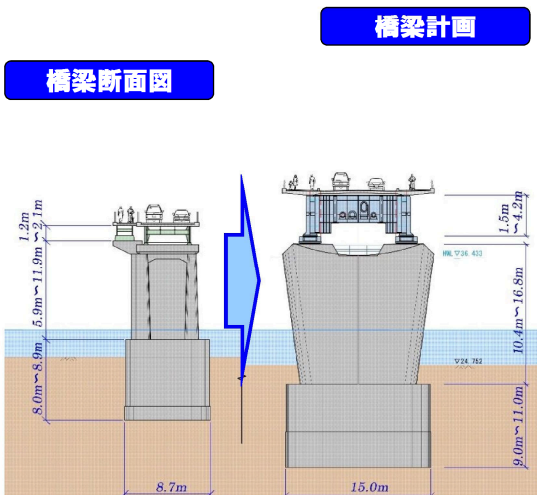 橋梁計画
橋梁断面図
1.2m
～2.1m
5.9m～11.9m
8.0m～8.9m
8.7m
1.5m
～4.2m
HWL ▽36.433
10.4m～16.8m
▽24.752
9.0m～11.0m
15.0m